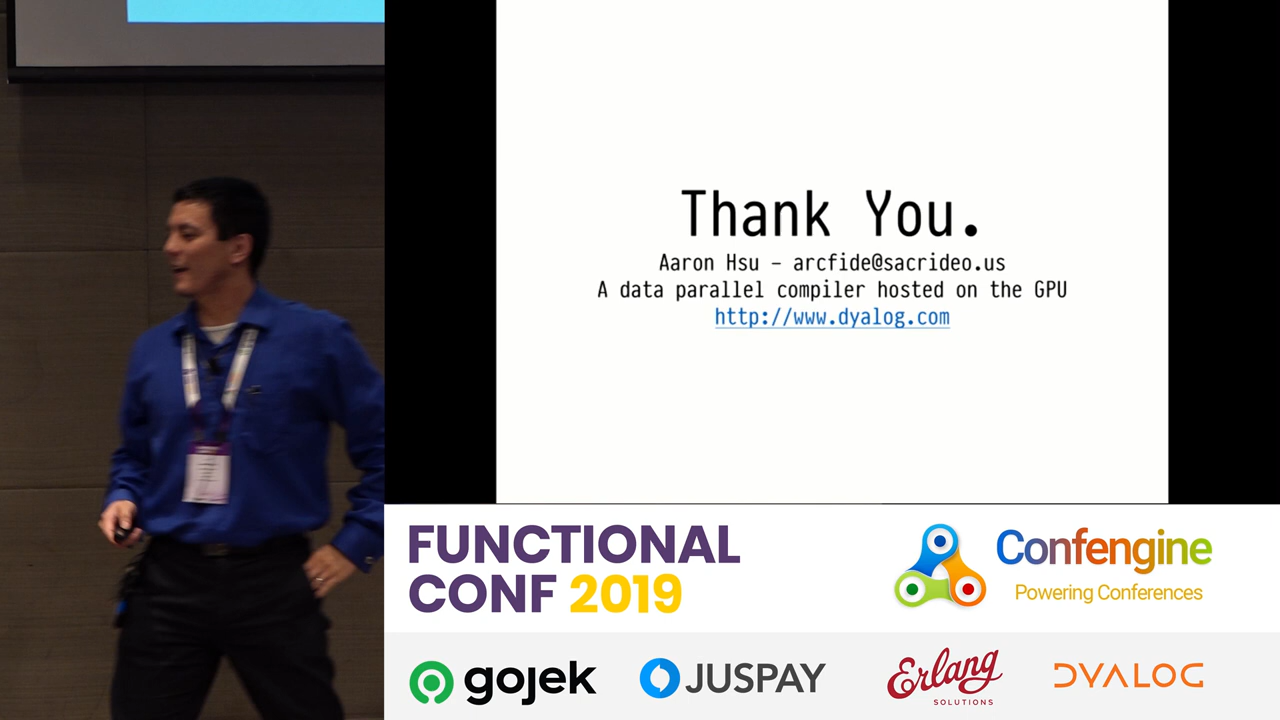 Thank You.
Aaron Hsu – arcfide@sacrideo.us
A data parallel compiler hosted on the GPU
http://www.dyalog.com
FUNCTIONAL
CONF 2019
Confengine
Powering Conferences
gojek
JUSPAY
Erlang
SOLUTIONS
DYALOG